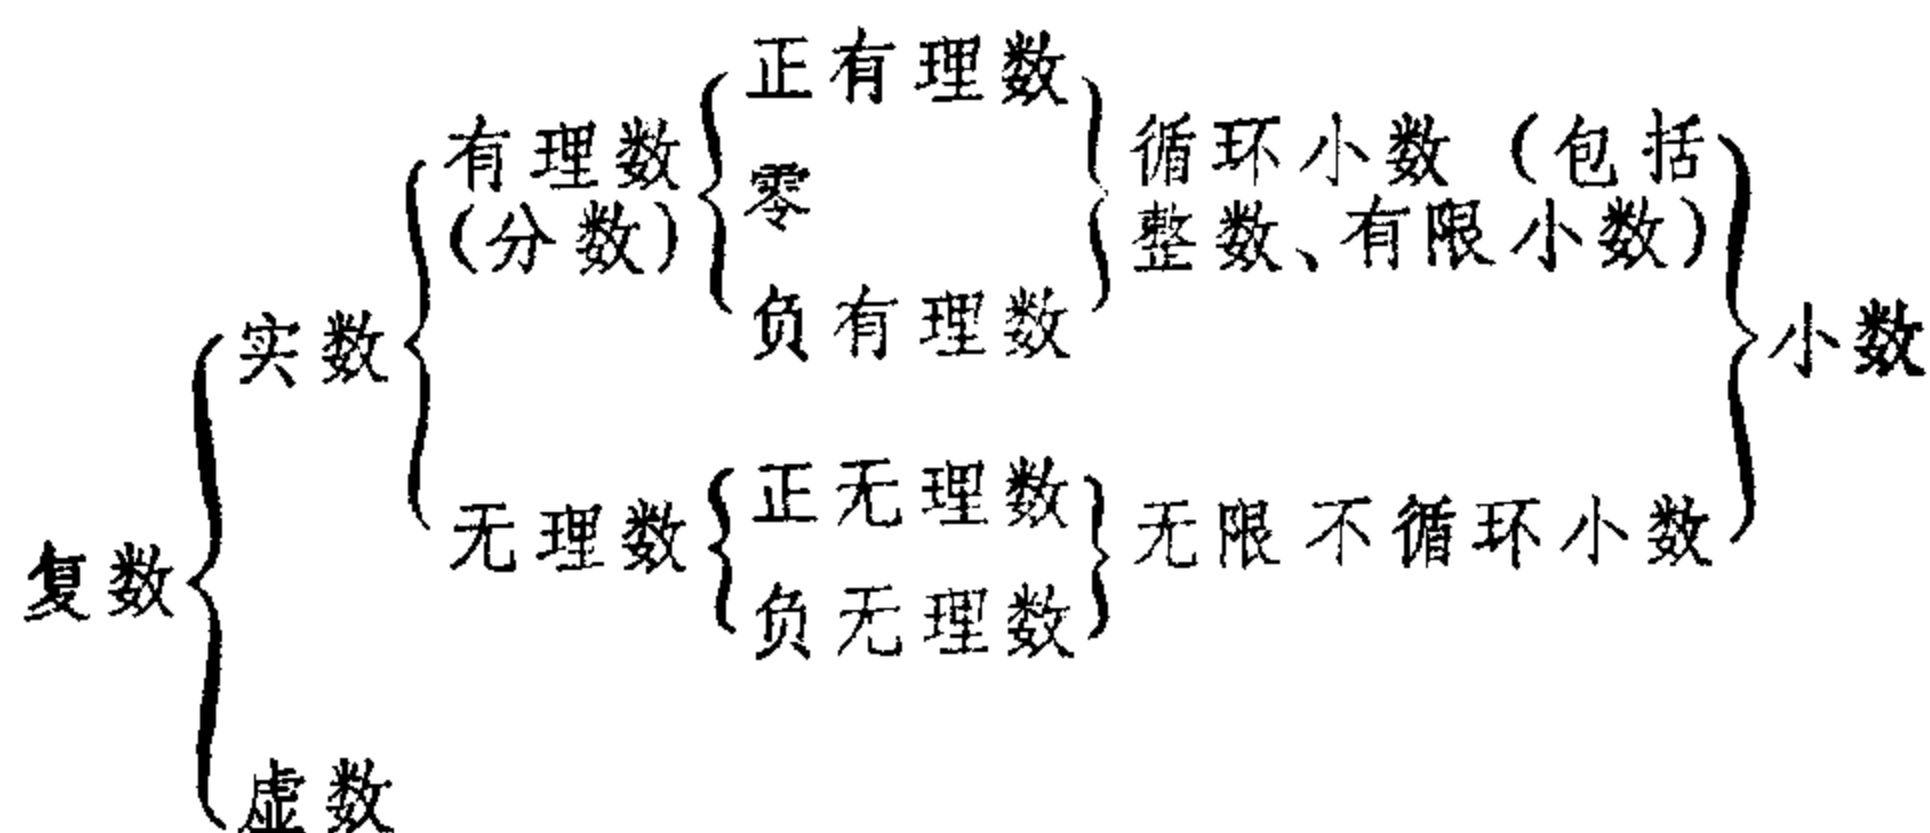 复数
实数
有理数
(分数)
正有理数
零
负有理数
循环小数 (包括
整数、有限小数)
无理数
正无理数
负无理数
无限不循环小数
小数
虚数